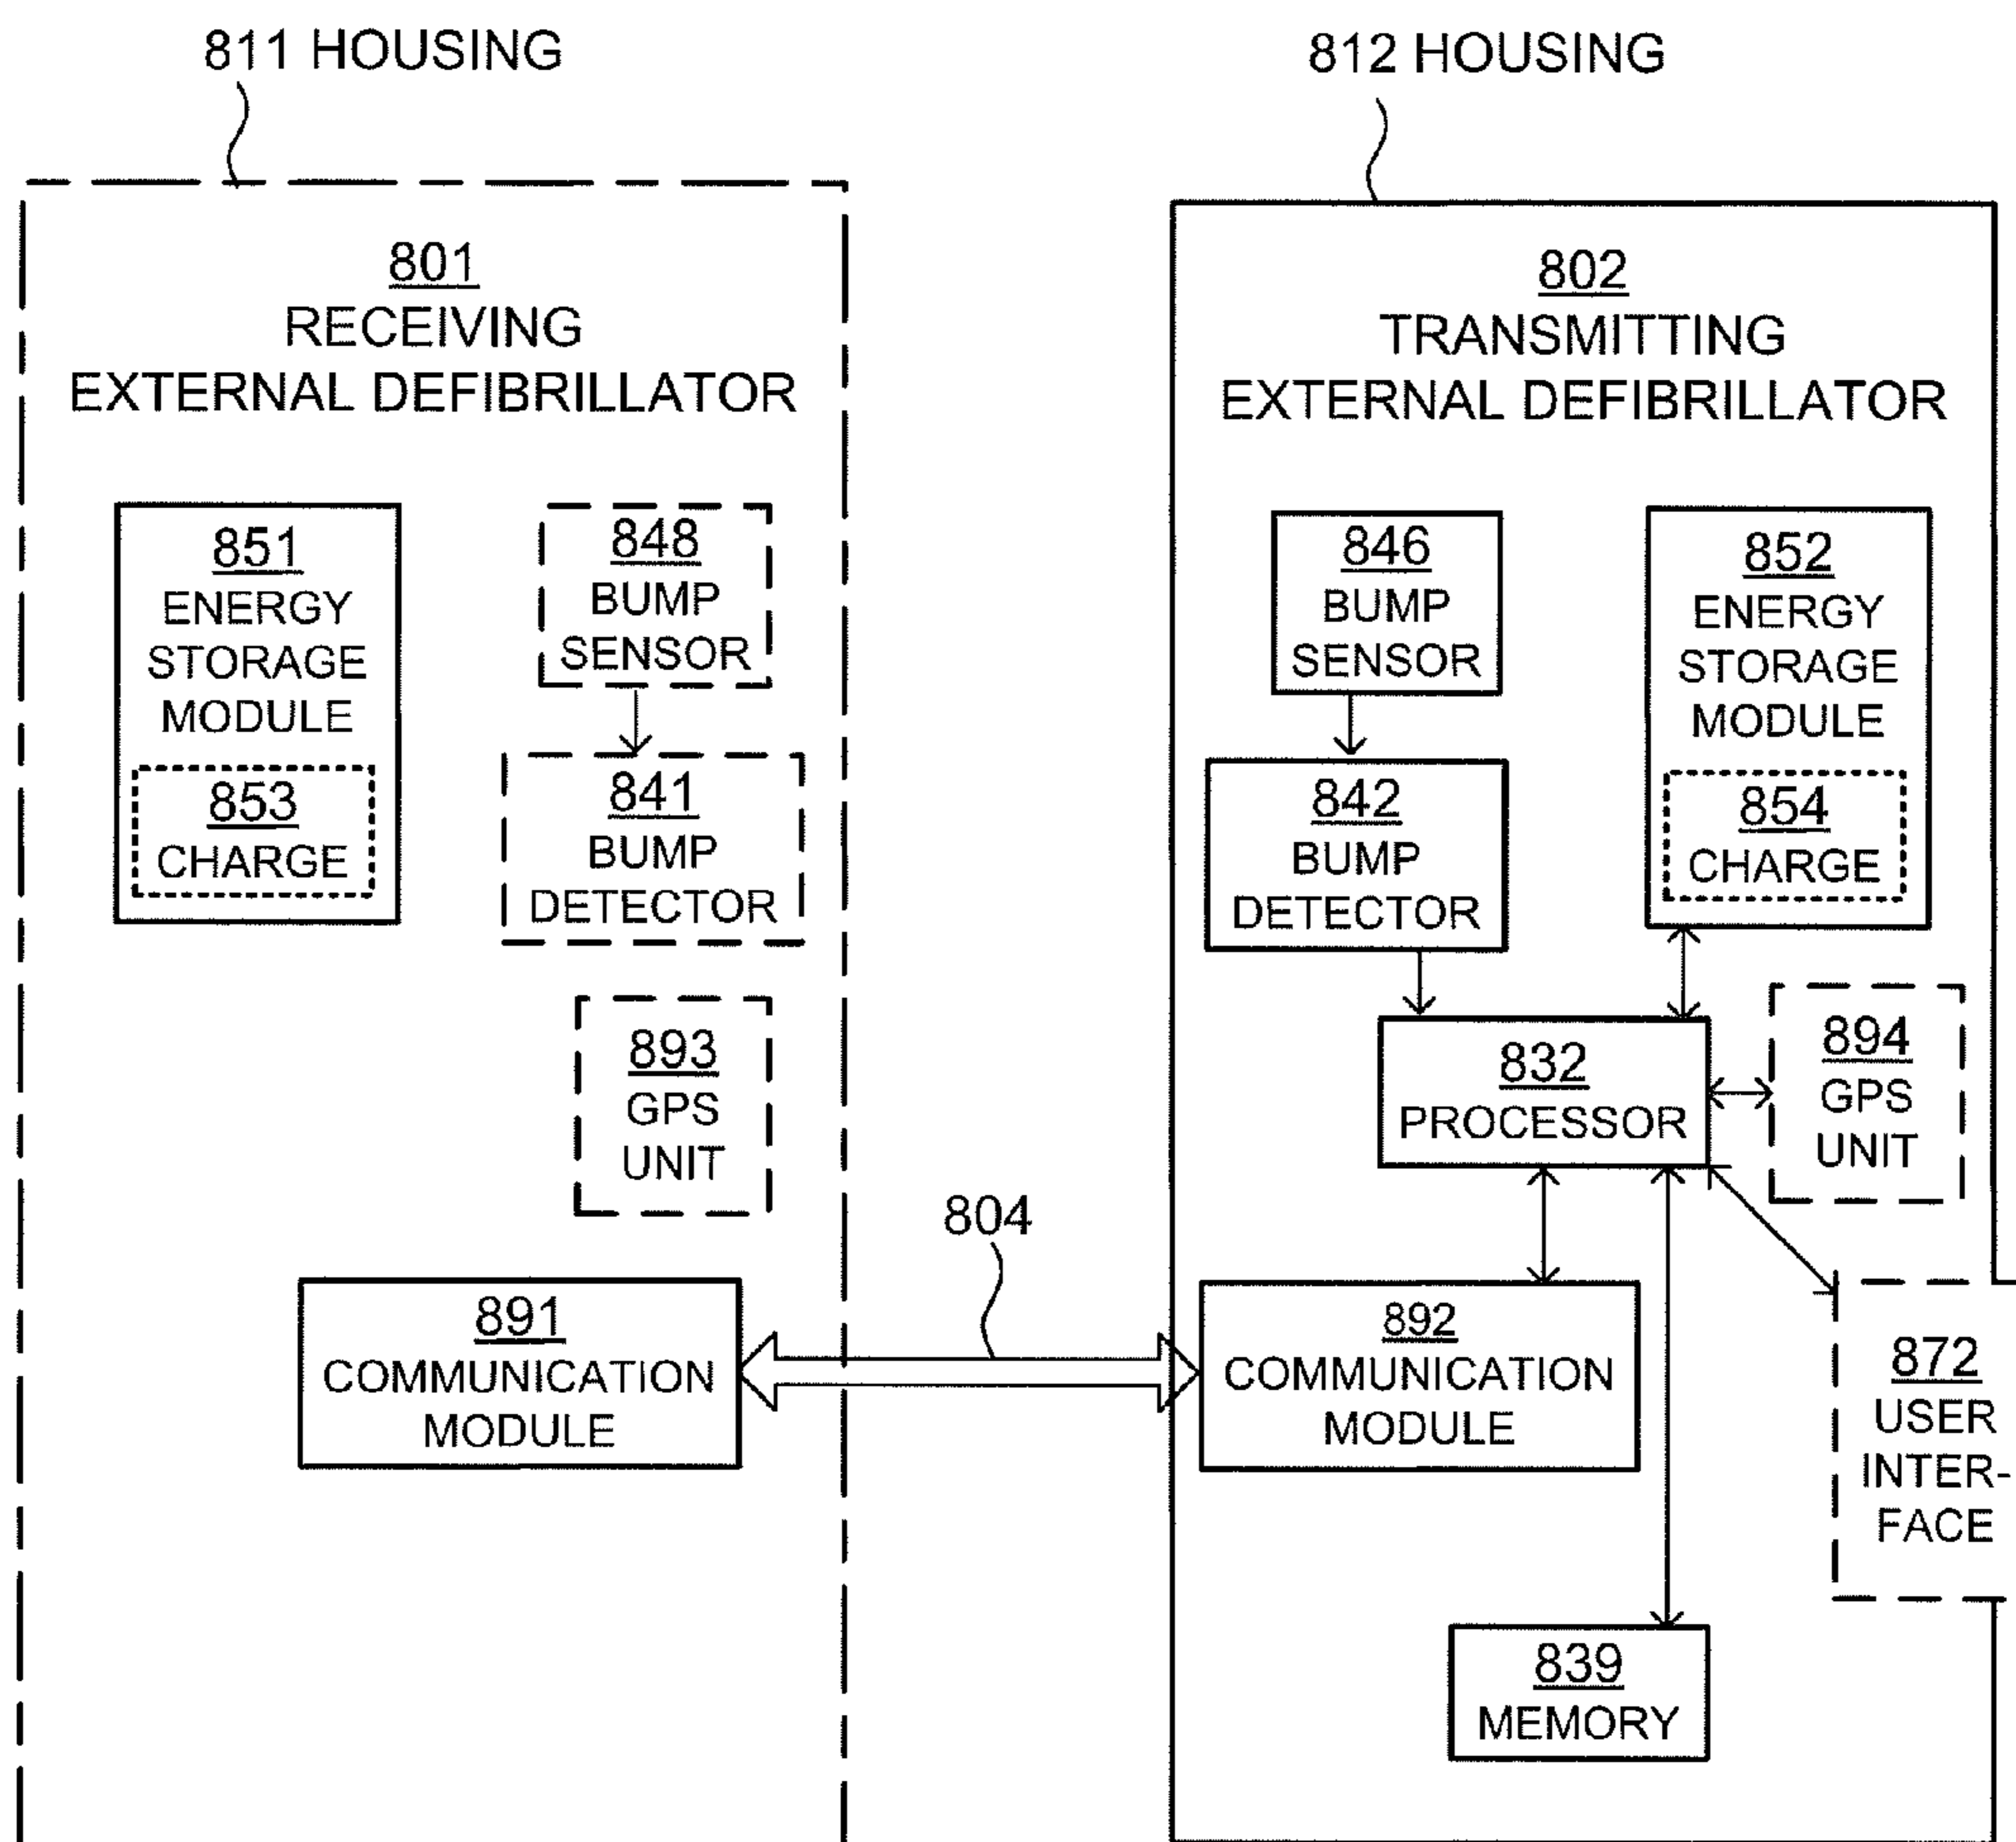 811 HOUSING
812 HOUSING
801
RECEIVING
EXTERNAL DEFIBRILLATOR
851
ENERGY
STORAGE
MODULE
853
CHARGE
848
BUMP
SENSOR
841
BUMP
DETECTOR
893
GPS
UNIT
891
COMMUNICATION
MODULE
804
802
TRANSMITTING
EXTERNAL DEFIBRILLATOR
846
BUMP
SENSOR
842
BUMP
DETECTOR
852
ENERGY
STORAGE
MODULE
854
CHARGE
832
PROCESSOR
894
GPS
UNIT
892
COMMUNICATION
MODULE
872
USER
INTER-
FACE
839
MEMORY